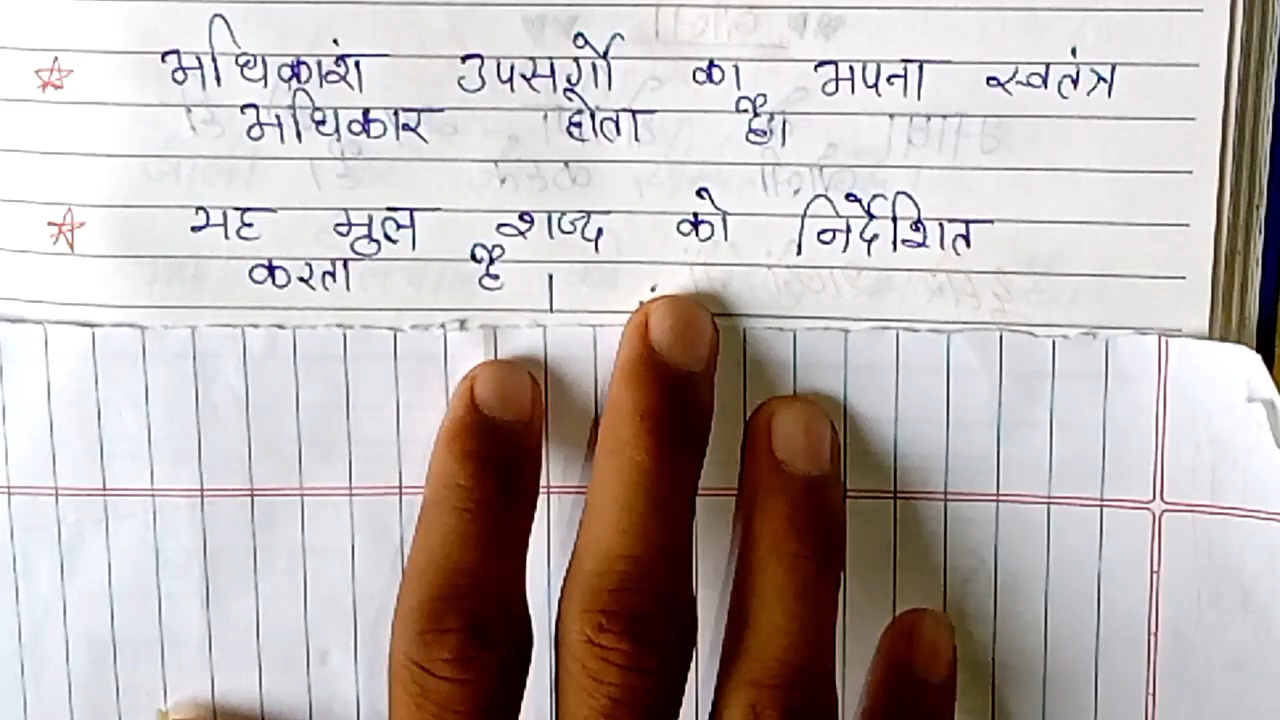 अधिकांश उपसर्गो का अपना स्वतंत्र
अधिकार होता है।
यह मुल शब्द को निर्देशित
करता है।